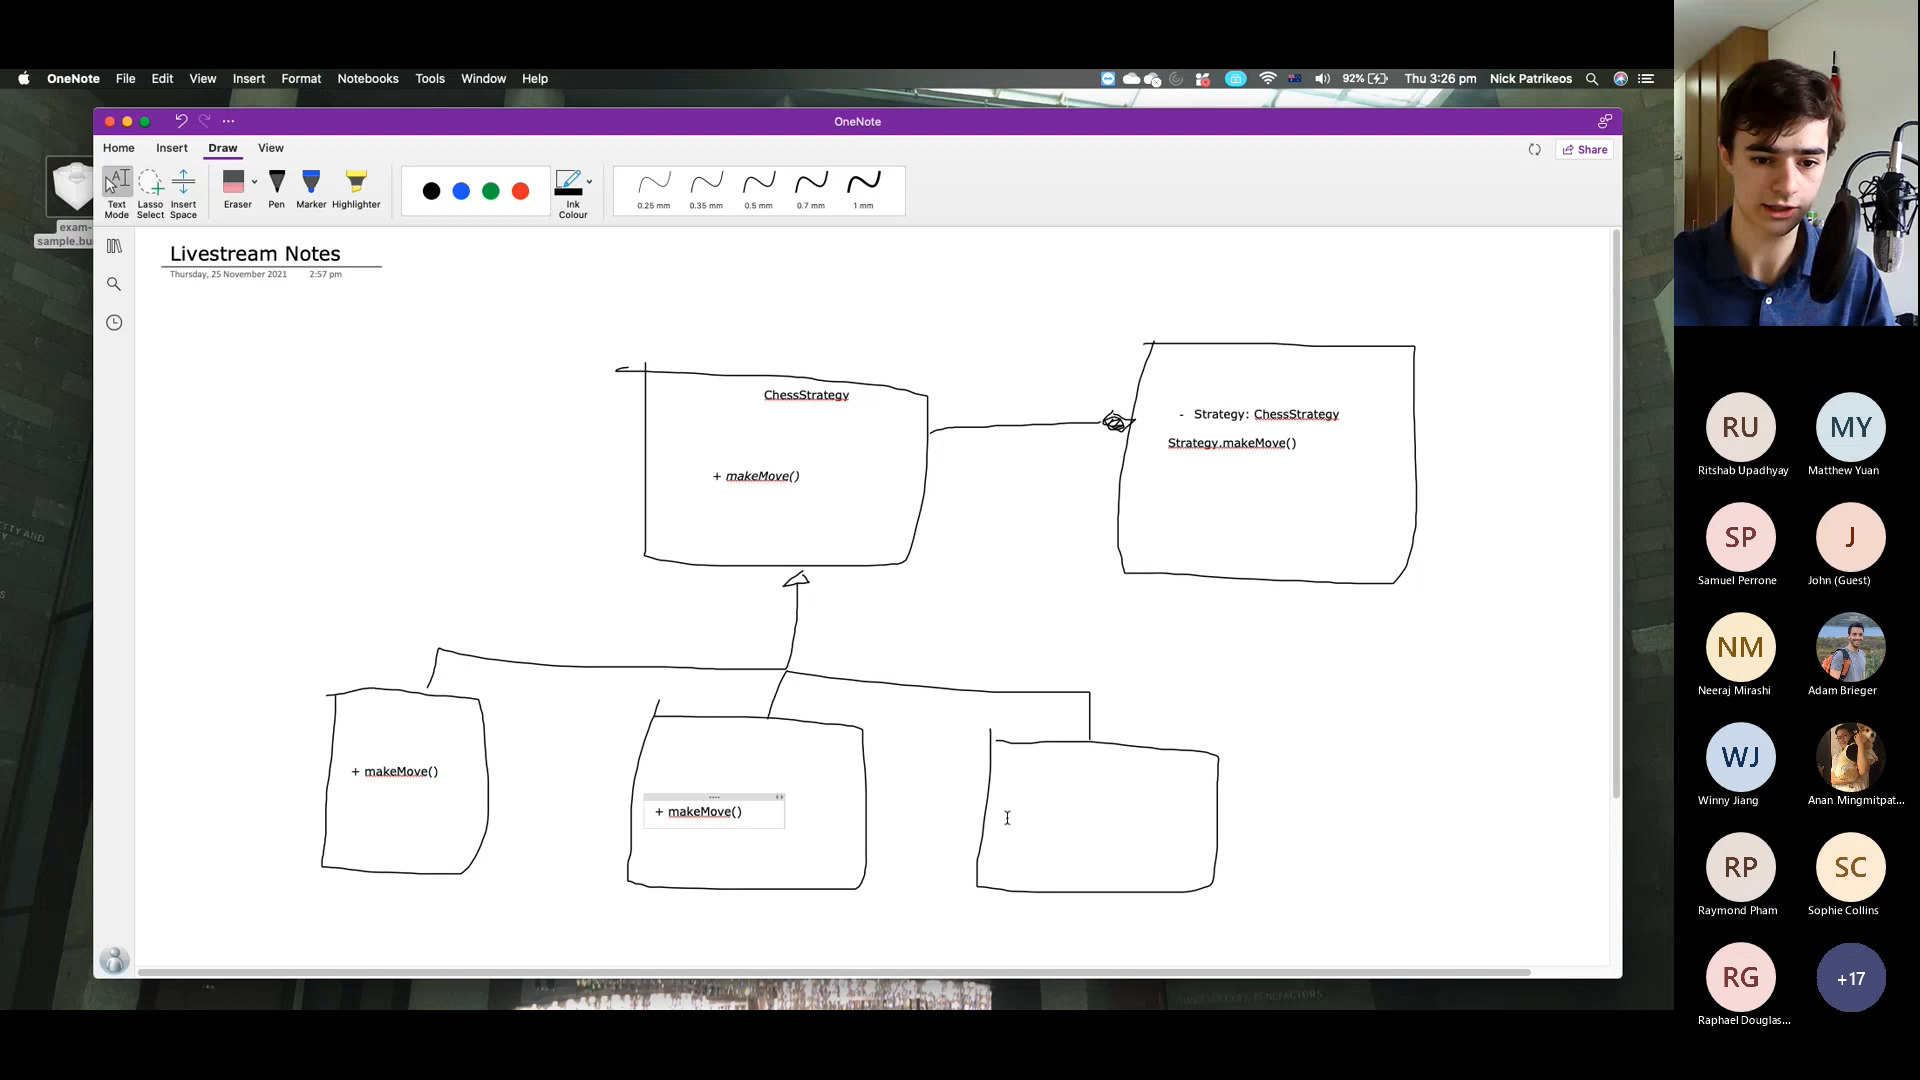 OneNote File Edit View Insert Format Notebooks Tools Window Help
92% Thu 3:26 pm Nick Patrikeos
OneNote
Home Insert Draw View
Share
Text Mode
Lasso Select
Insert Space
Eraser
Pen
Marker
Highlighter
Ink Colour
0.25 mm 0.35 mm 0.5 mm 0.7 mm 1 mm
exam-
sample.bu
Livestream Notes
Thursday, 25 November 2021 2:57 pm
ChessStrategy
+ makeMove()
- Strategy: ChessStrategy
Strategy.makeMove()
+ makeMove()
+ makeMove()
RU
Ritshab Upadhyay
MY
Matthew Yuan
SP
Samuel Perrone
J
John (Guest)
NM
Neeraj Mirashi
Adam Brieger
WJ
Winny Jiang
Anan Mingmitpat...
RP
Raymond Pham
SC
Sophie Collins
RG
Raphael Douglas...
+17